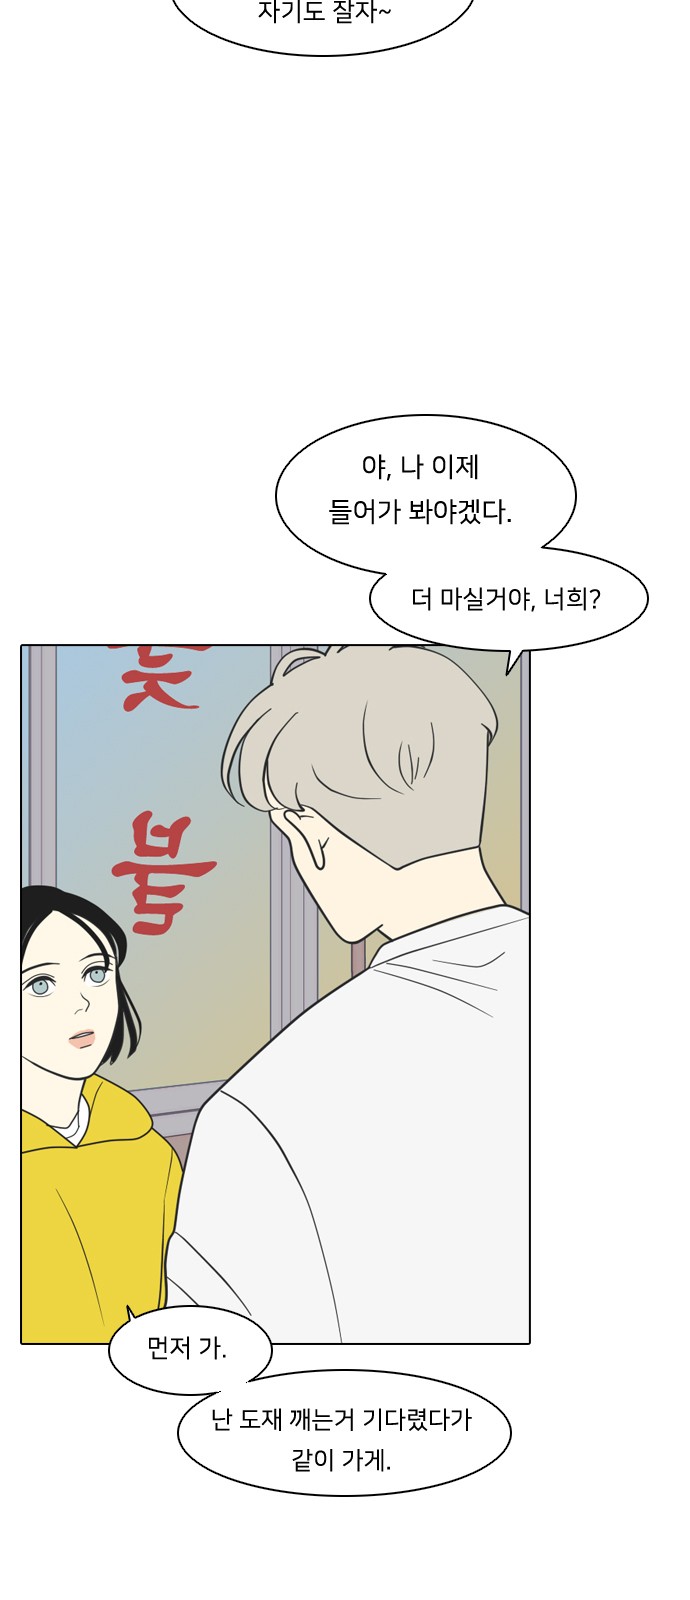 자기도 잘자~
야, 나 이제
들어가 봐야겠다.
더 마실거야, 너희?
불
먼저 가.
난 도재 깨는거 기다렸다가
같이 가게.